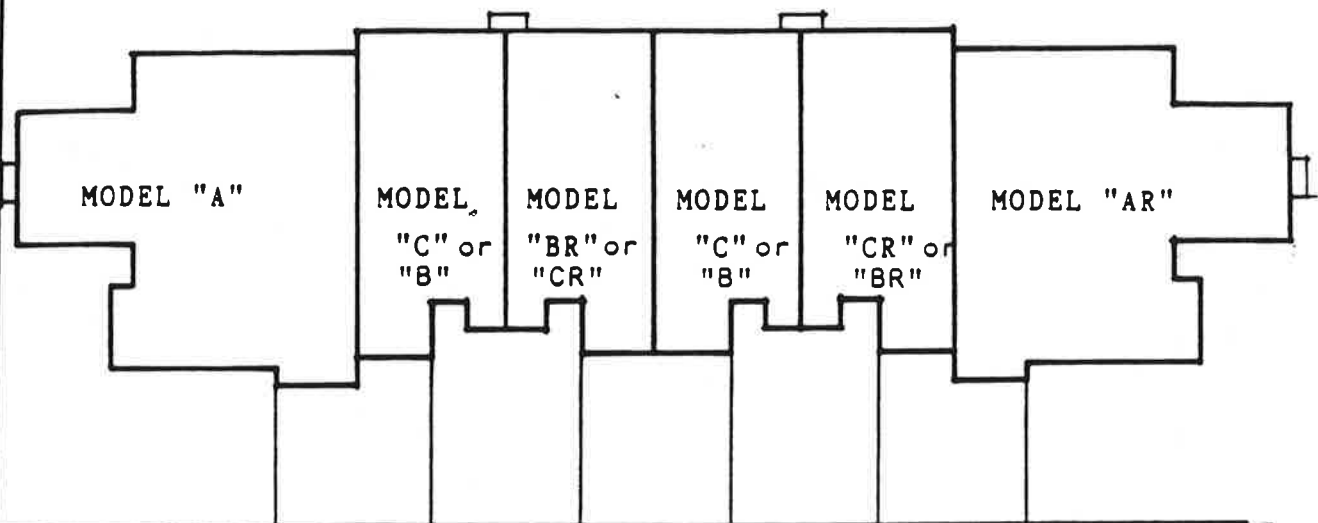 MODEL "A"
MODEL
"C" or
"B"
MODEL
"BR" or
"CR"
MODEL
"C" or
"B"
MODEL
"CR" or
"BR"
MODEL "AR"